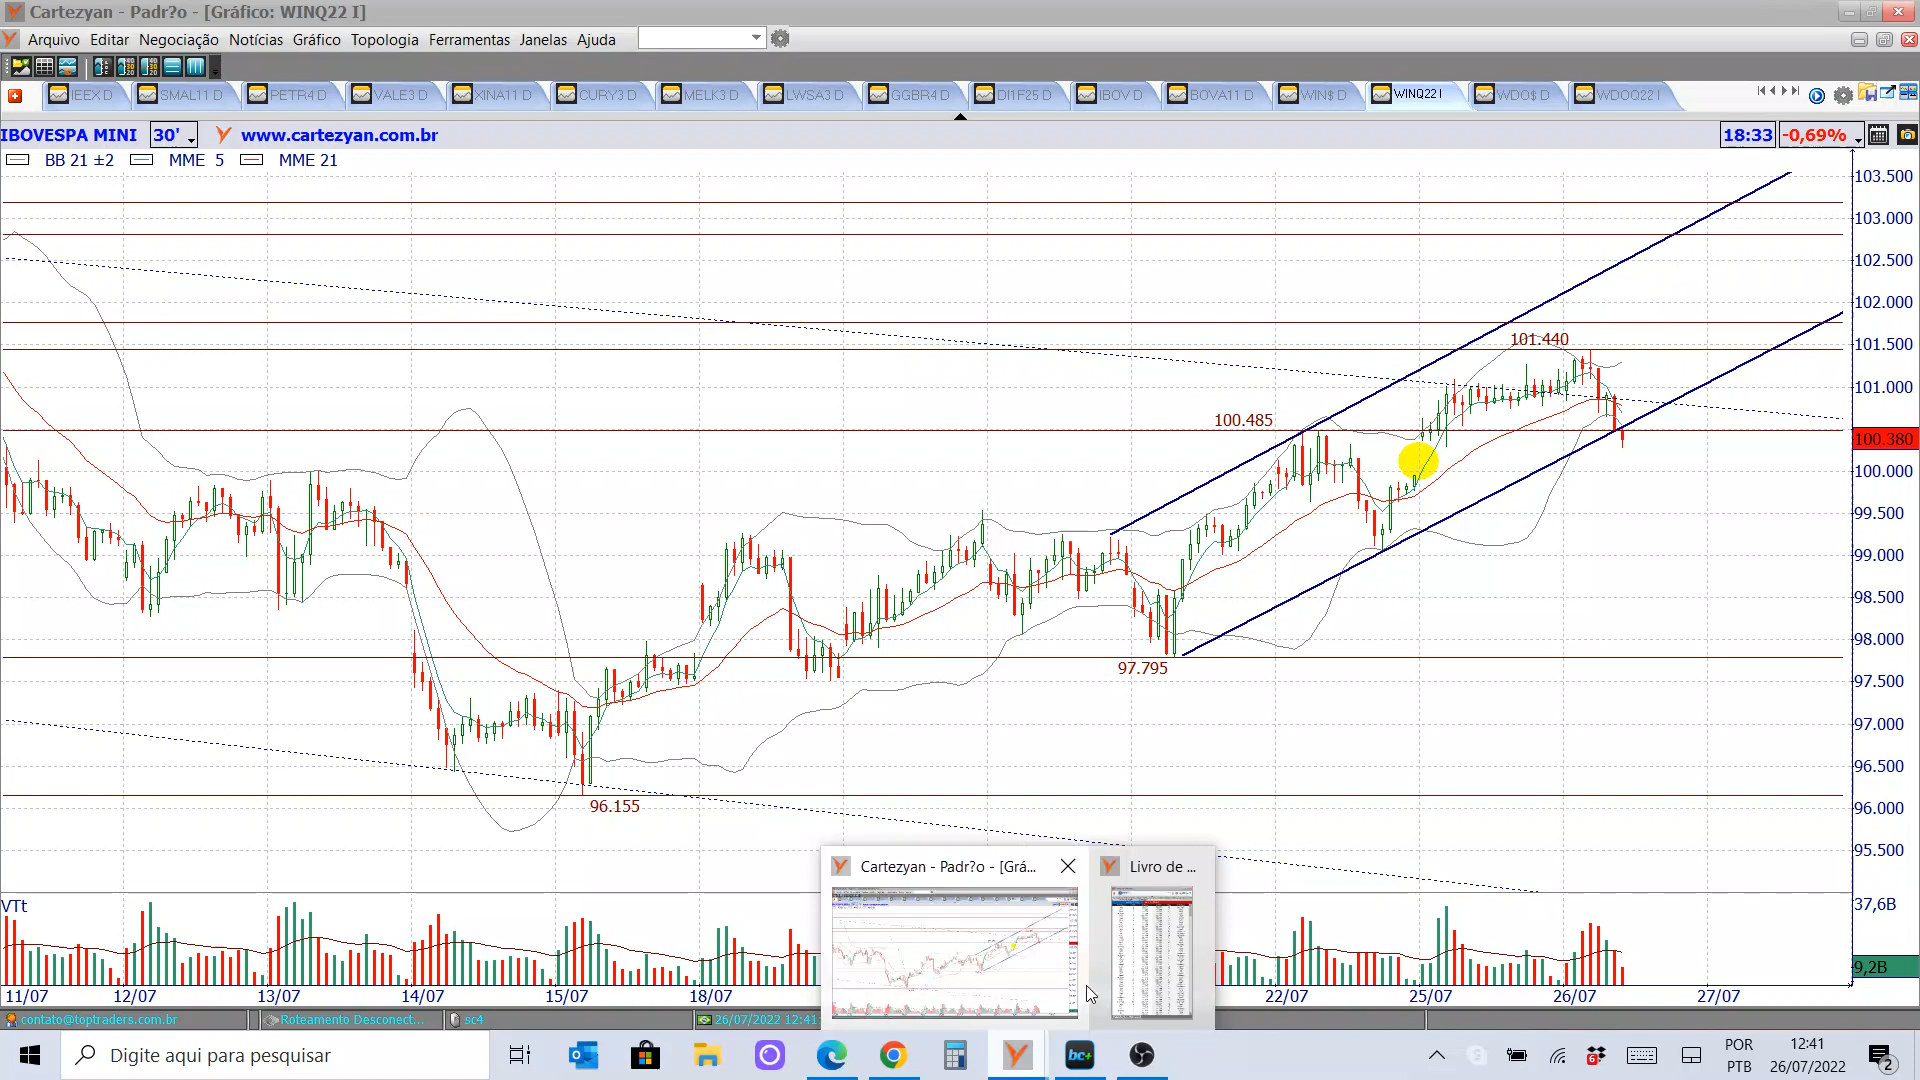 Cartezyan - Padr?o - [Gráfico: WINQ22 I]
Arquivo Editar Negociação Notícias Gráfico Topologia Ferramentas Janelas Ajuda
IEEX D SMAL11 D PETR4 D VALE3 D XINA11 D CURY3 D MELK3 D LWSA3 D GGBR4 D DI1F25 D IBOV D BOVA11 D WIN$ D WINQ22 I WDO$ D WDOQ22 I
IBOVESPA MINI 30' www.cartezyan.com.br 18:33 -0,69%
BB 21 ±2 MME 5 MME 21
103.500
103.000
102.500
102.000
101.500
101.440
101.000
100.485
100.380
100.000
99.500
99.000
98.500
98.000
97.795
97.500
97.000
96.500
96.155
96.000
95.500
Cartezyan - Padr?o - [Grá... Livro de ...
VTt
37,6B
9,2B
11/07 12/07 13/07 14/07 15/07 18/07 22/07 25/07 26/07 27/07
contato@toptraders.com.br Roteamento Desconect... sc4 26/07/2022 12:41
Digite aqui para pesquisar
bc+
6
POR
PTB
12:41
26/07/2022
2